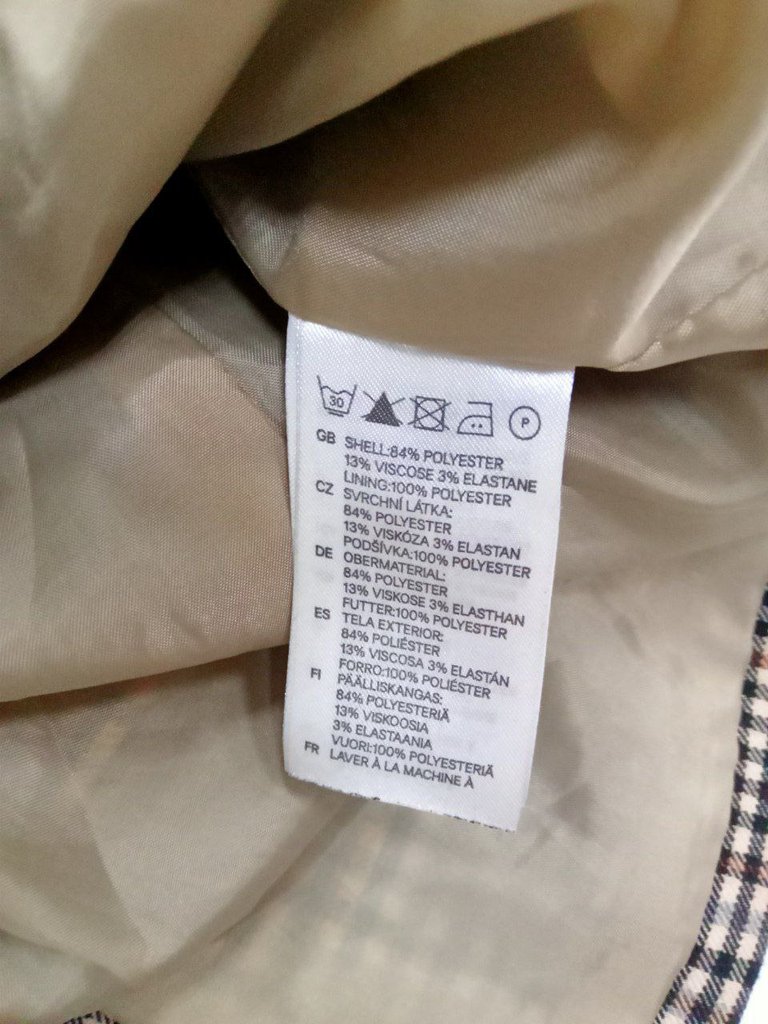 30
P
GB SHELL:84% POLYESTER
13% VISCOSE 3% ELASTANE
LINING:100% POLYESTER
CZ SVRCHNÍ LÁTKA:
84% POLYESTER
13% VISKÓZA 3% ELASTAN
PODŠÍVKA:100% POLYESTER
DE OBERMATERIAL:
84% POLYESTER
13% VISKOSE 3% ELASTHAN
FUTTER:100% POLYESTER
ES TELA EXTERIOR:
84% POLIÉSTER
13% VISCOSA 3% ELASTÁN
FORRO:100% POLIÉSTER
FI PÄÄLLISKANGAS:
84% POLYESTERIÄ
13% VISKOOSIA
3% ELASTAANIA
VUORI:100% POLYESTERIÄ
FR LAVER À LA MACHINE À